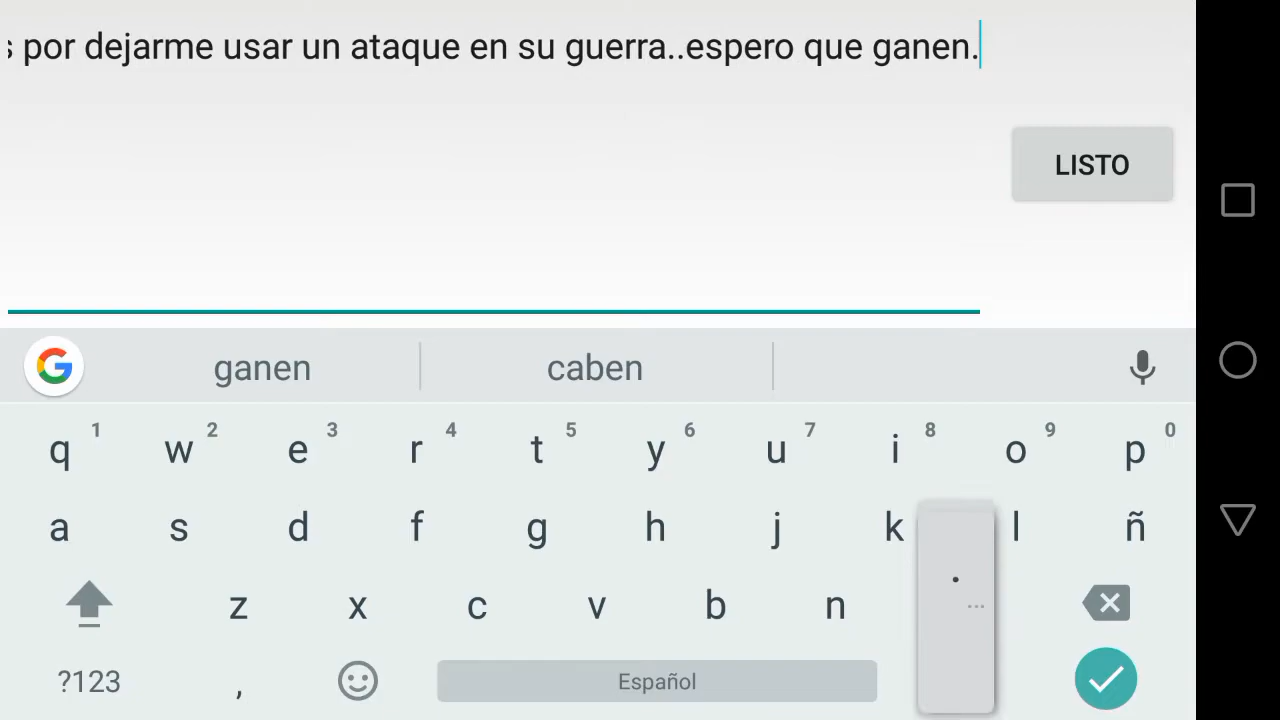 por dejarme usar un ataque en su guerra..espero que ganen.
LISTO
ganen caben
q 1 w 2 e 3 r 4 t 5 y 6 u 7 i 8 o 9 p 0
a s d f g h j k l ñ
z x c v b n
. ...
?123 , Español